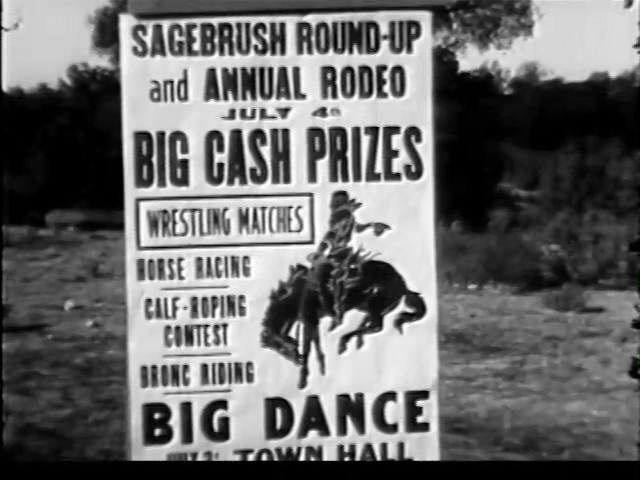 SAGEBRUSH ROUND-UP
and ANNUAL RODEO
JULY 4th
BIG CASH PRIZES
WRESTLING MATCHES
HORSE RACING
CALF-ROPING
CONTEST
BRONC RIDING
BIG DANCE
TOWN HALL